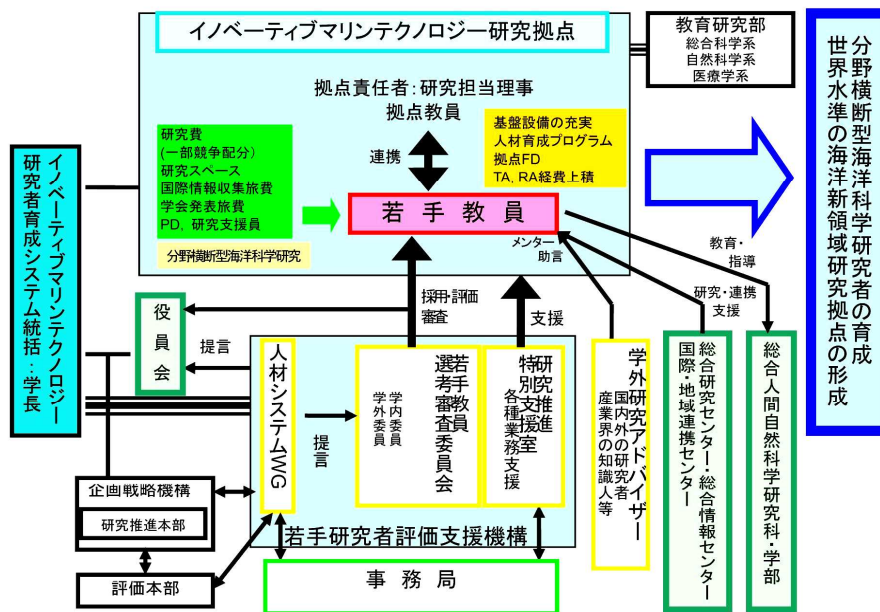 イノベーティブマリンテクノロジー研究拠点
教育研究部
総合科学系
自然科学系
医療学系
拠点責任者：研究担当理事
拠点教員
連携
研究費
(一部競争配分)
研究スペース
国際情報収集旅費
学会発表旅費
PD, 研究支援員
基盤設備の充実
人材育成プログラム
拠点FD
TA、RA経費上積
若手教員
分野横断型海洋科学研究
メンター
助言
教育・
指導
研究・連携
支援
採用・評価
審査
支援
分野横断型海洋科学研究者の育成
世界水準の海洋新領域研究拠点の形成
イノベーティブマリンテクノロジー
研究者育成システム統括：学長
役員会
提言
人材システムWG
提言
若手教員
選考審査委員会
学内委員
学外委員
研究推進
特別支援室
各種業務支援
学外研究アドバイザー
国内外の研究者
産業界の知識人等
総合研究センター・総合情報センター
国際・地域連携センター
総合人間自然科学研究科・学部
企画戦略機構
研究推進本部
評価本部
若手研究者評価支援機構
事務局